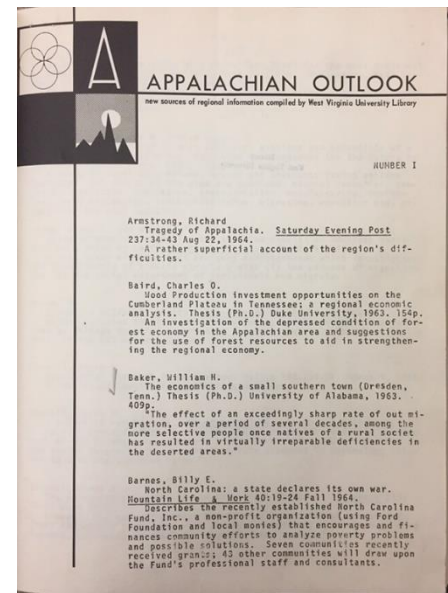 A
APPALACHIAN OUTLOOK
new sources of regional information compiled by West Virginia University Library
NUMBER I
Armstrong, Richard
Tragedy of Appalachia. Saturday Evening Post
237:34-43 Aug 22, 1964.
A rather superficial account of the region's dif-
ficulties.
Baird, Charles O.
Wood Production investment opportunities on the
Cumberland Plateau in Tennessee; a regional economic
analysis. Thesis (Ph.D.) Duke University, 1963. 154p.
An investigation of the depressed condition of for-
est economy in the Appalachian area and suggestions
for the use of forest resources to aid in strengthen-
ing the regional economy.
Baker, William H.
The economics of a small southern town (Dresden,
Tenn.) Thesis (Ph.D.) University of Alabama, 1963.
409p.
"The effect of an exceedingly sharp rate of out mi-
gration, over a period of several decades, among the
more selective people once natives of a rural societ
has resulted in virtually irreparable deficiencies in
the deserted areas."
Barnes, Billy E.
North Carolina: a state declares its own war.
Mountain Life & Work 40:19-24 Fall 1964.
Describes the recently established North Carolina
Fund, Inc., a non-profit organization (using Ford
Foundation and local monies) that encourages and fi-
nances community efforts to analyze poverty problems
and possible solutions. Seven communities recently
received grants; 43 other communities will draw upon
the Fund's professional staff and consultants.